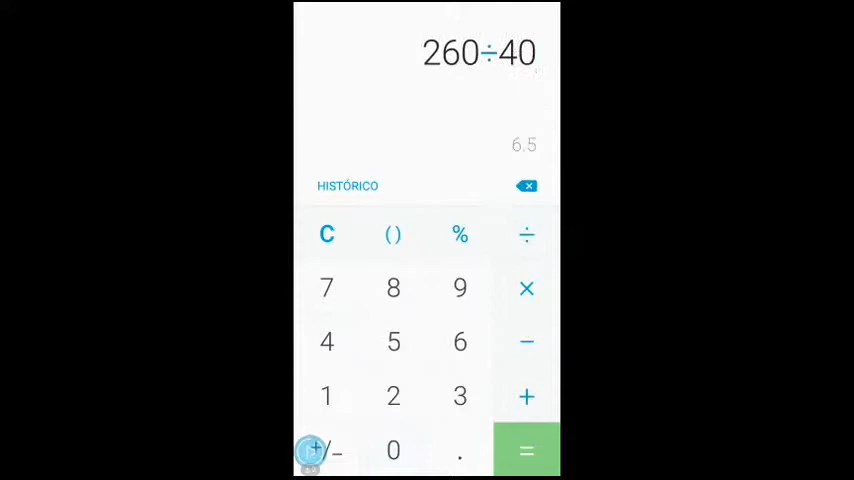 260÷40
6.5
HISTÓRICO
C ( ) % ÷
7 8 9 ×
4 5 6 −
1 2 3 +
+/− 0 . =